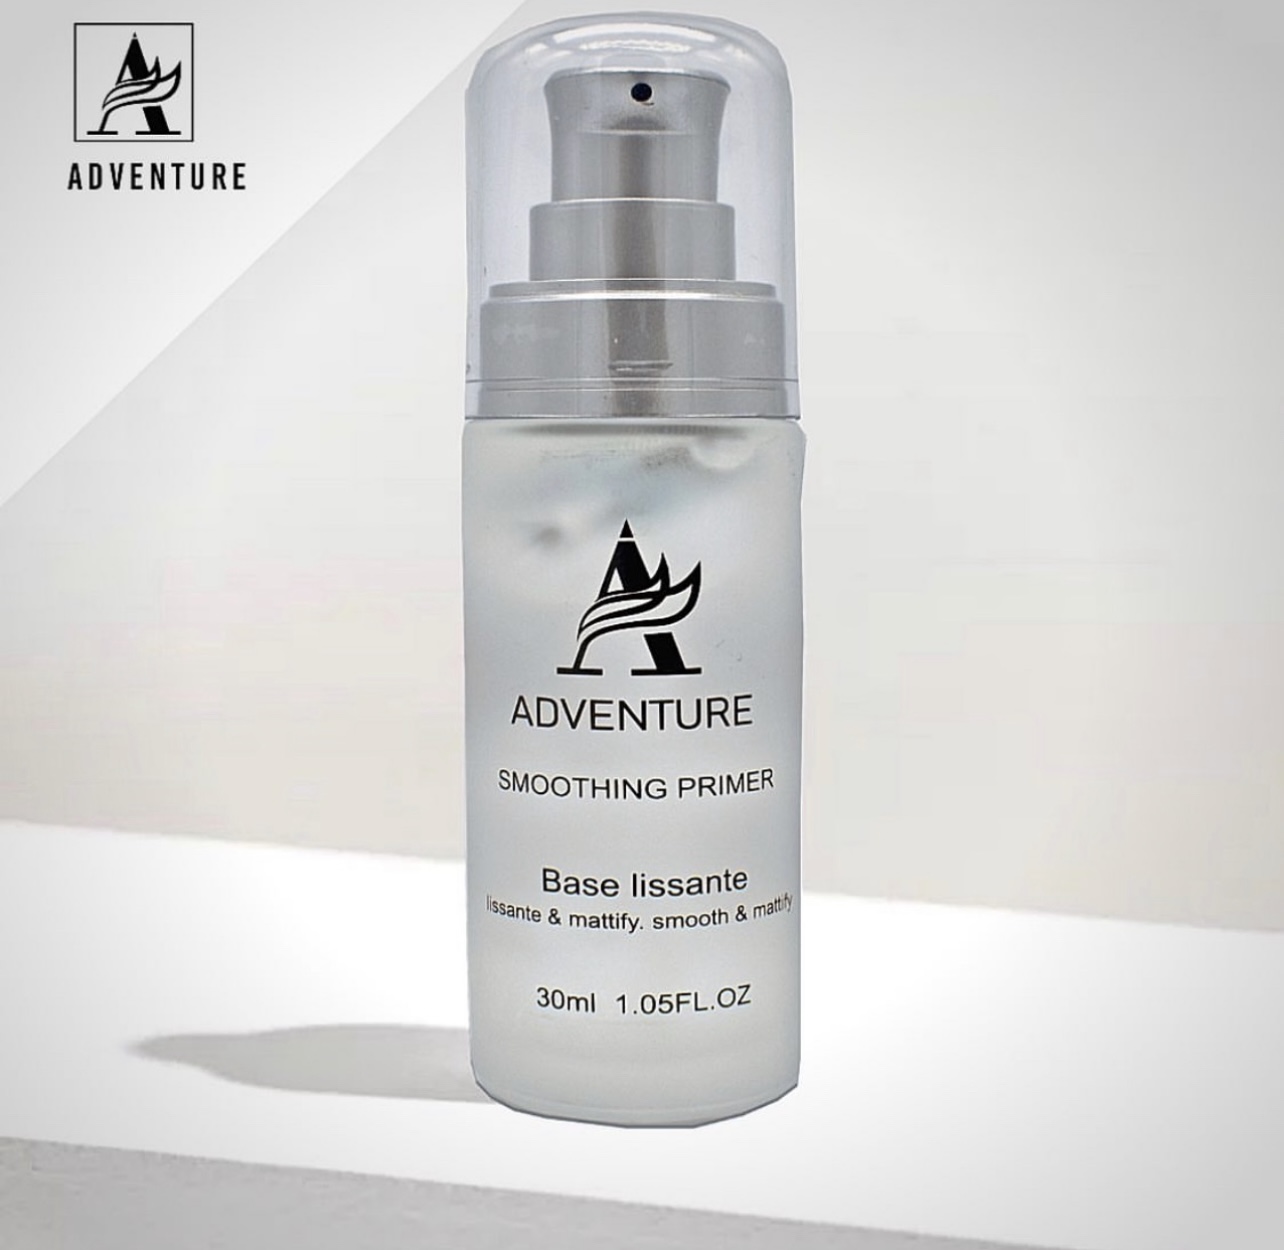 ADVENTURE
ADVENTURE
SMOOTHING PRIMER
Base lissante
lissante & mattify. smooth & mattify
30ml 1.05FL.OZ